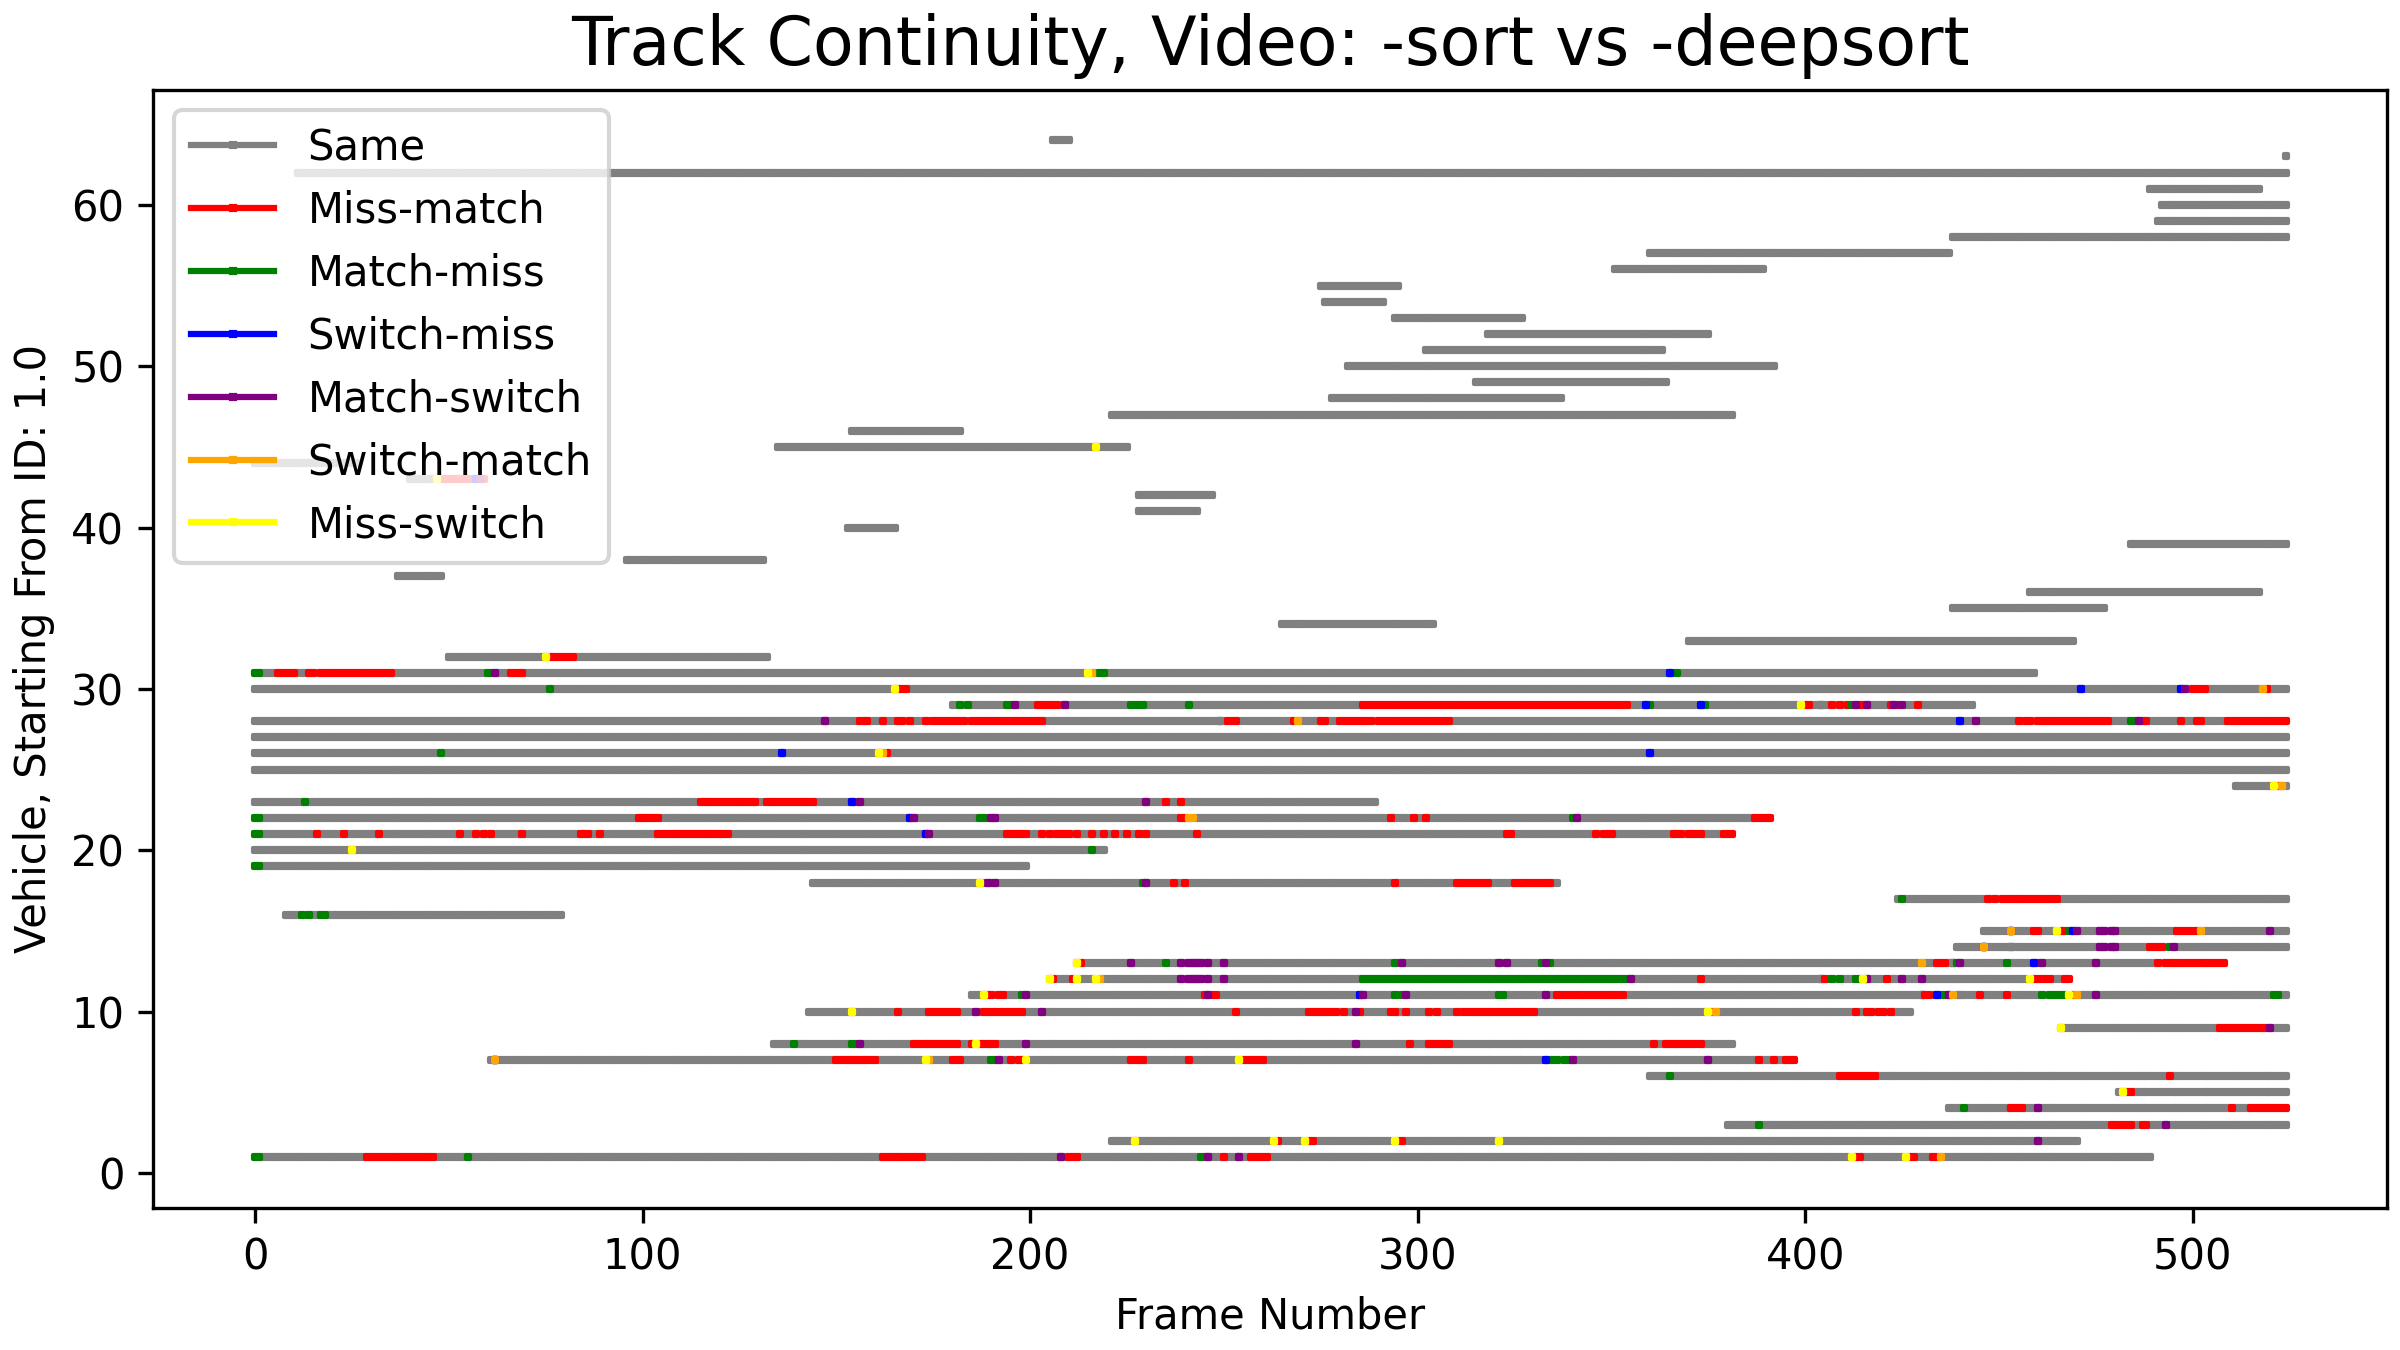 Track Continuity, Video: -sort vs -deepsort
Same
Miss-match
Match-miss
Switch-miss
Match-switch
Switch-match
Miss-switch
Vehicle, Starting From ID: 1.0
60
50
40
30
20
10
0
0 100 200 300 400 500
Frame Number